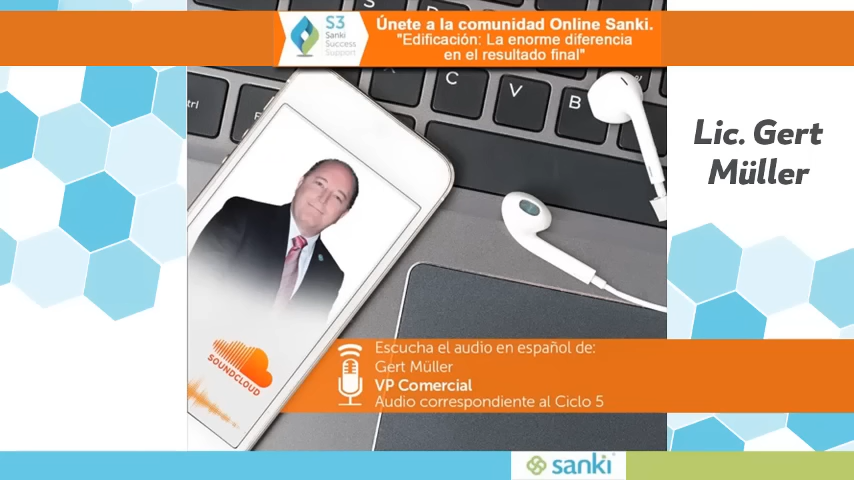 S3
Sanki
Success
Support
Únete a la comunidad Online Sanki.
"Edificación: La enorme diferencia
en el resultado final"
ctrl
S
C
V
B
Lic. Gert
Müller
SOUNDCLOUD
Escucha el audio en español de:
Gert Müller
VP Comercial
Audio correspondiente al Ciclo 5
sanki